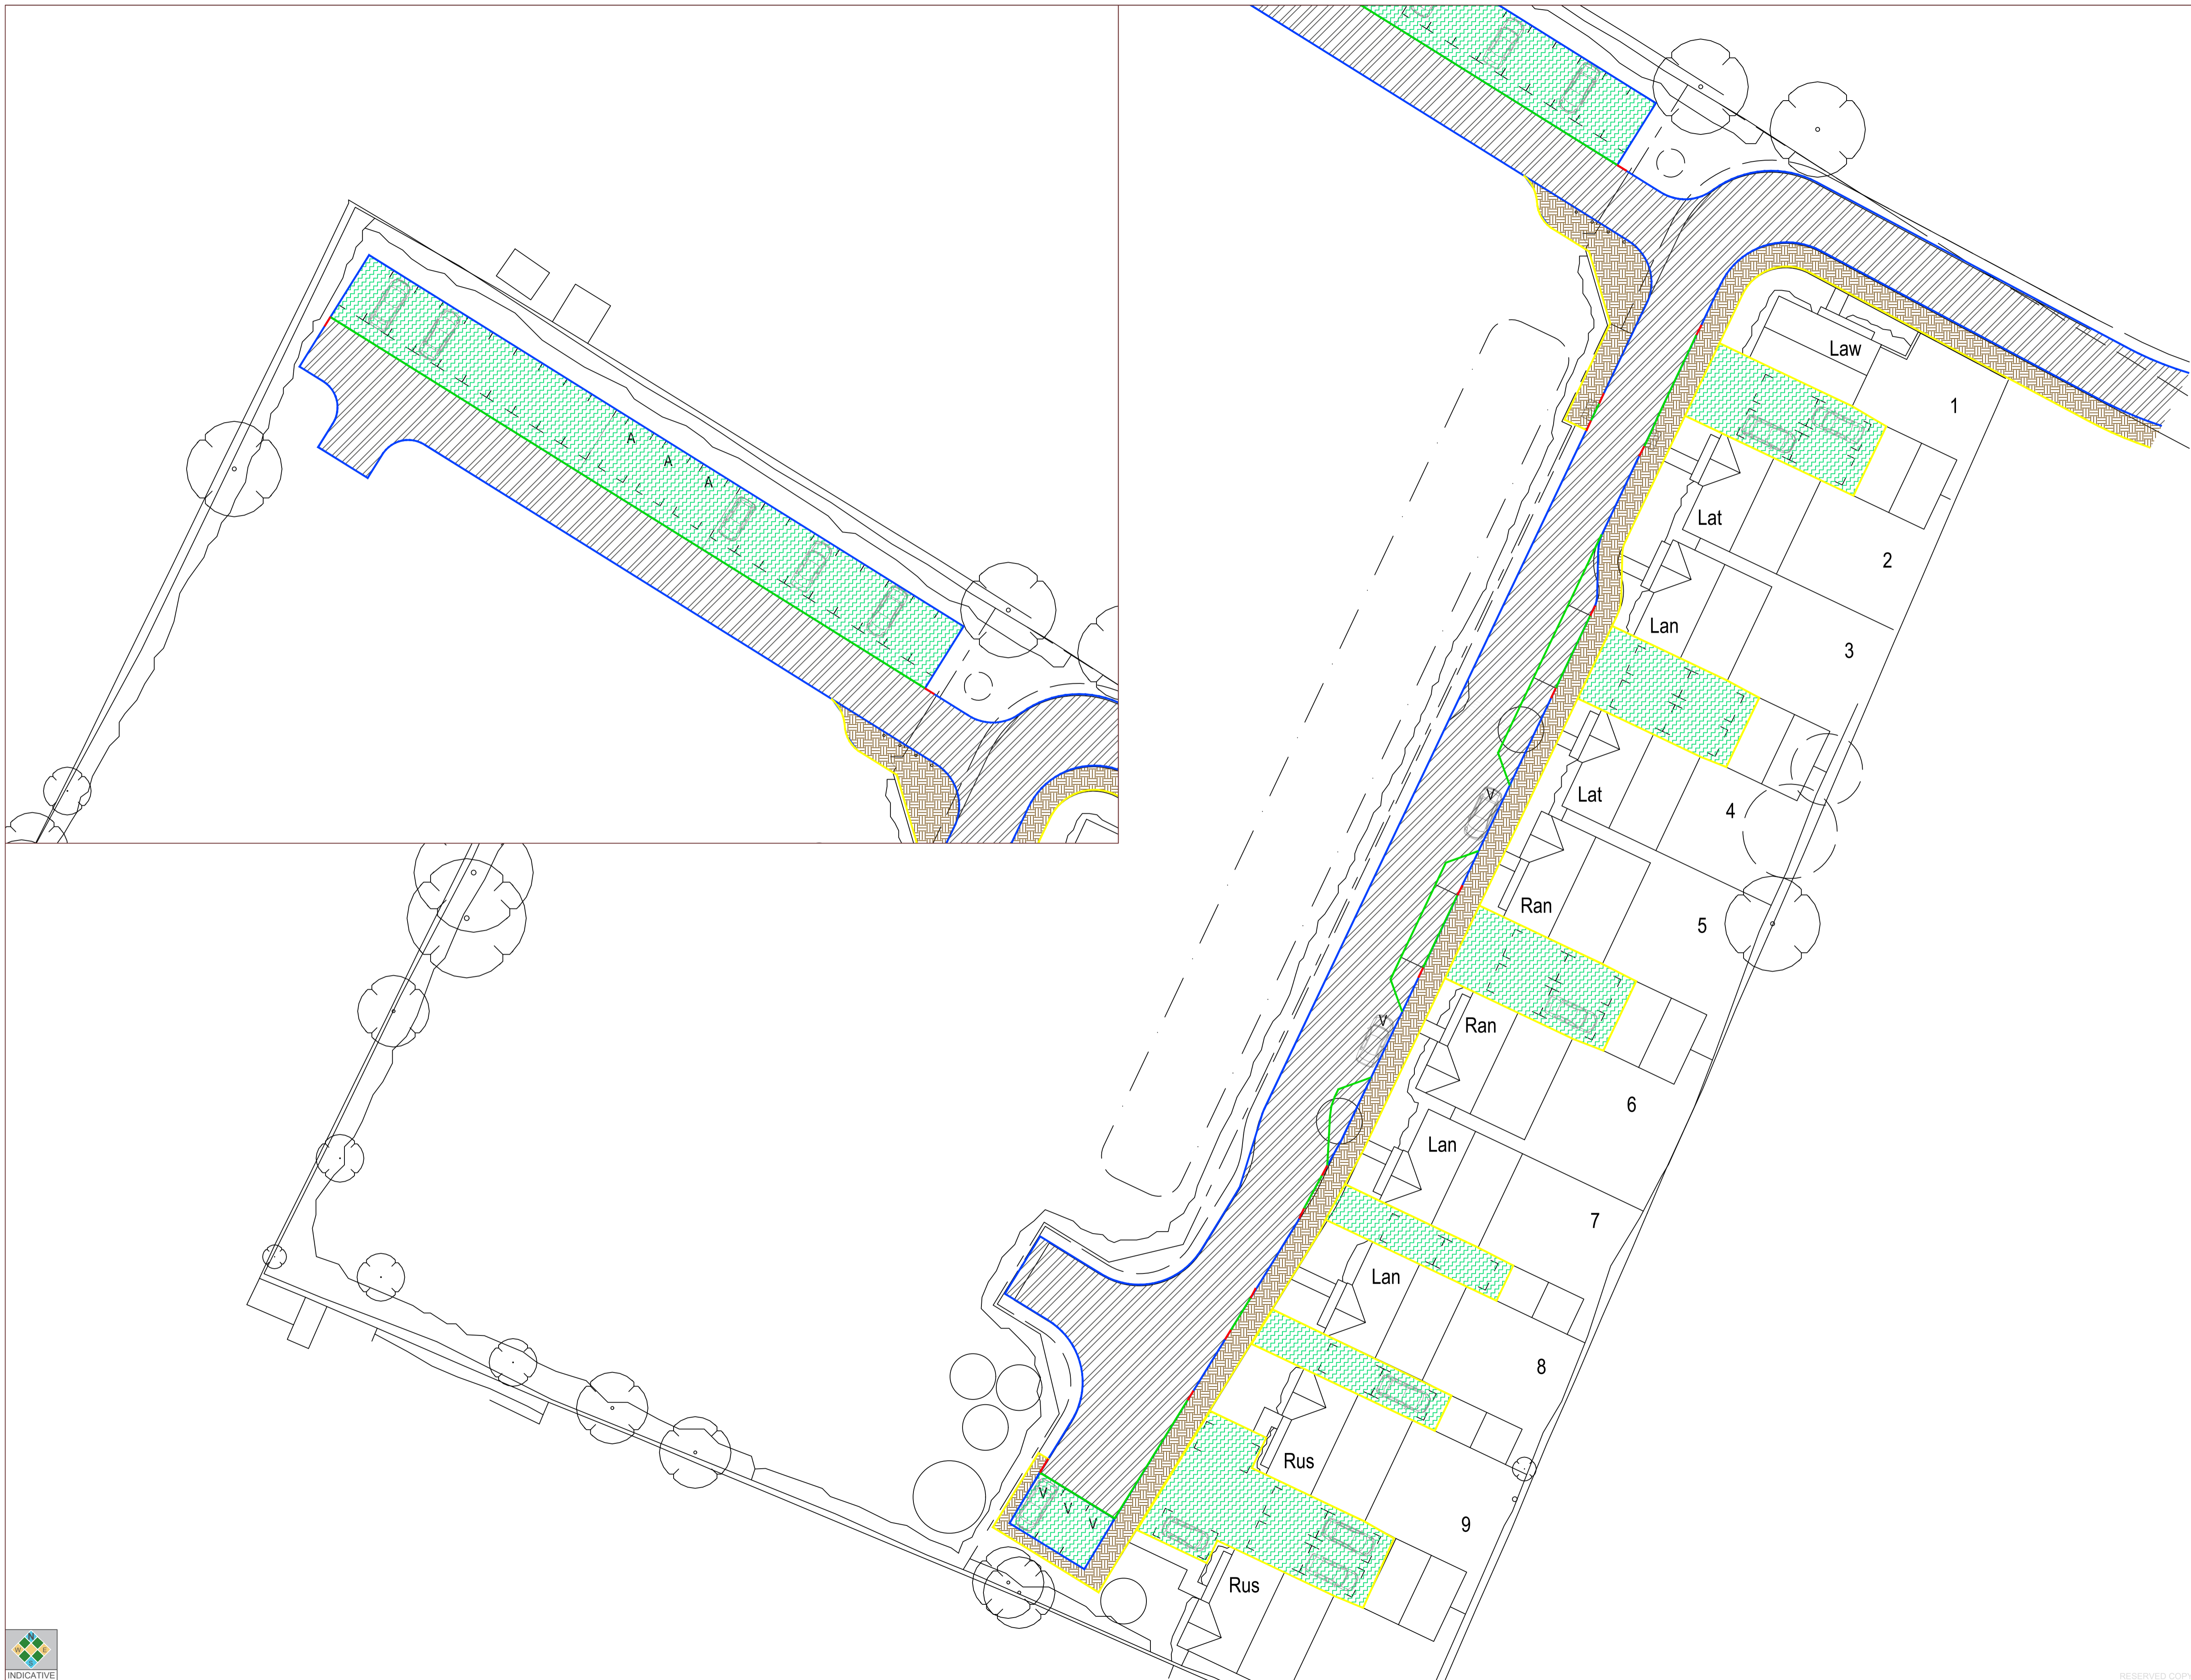 A
A
A
Law
1
Lat
2
Lan
3
V
Lat
4
Ran
5
V
Ran
6
Lan
7
Lan
8
Rus
V
V
V
9
Rus
N
W E
S
INDICATIVE
RESERVED COPY